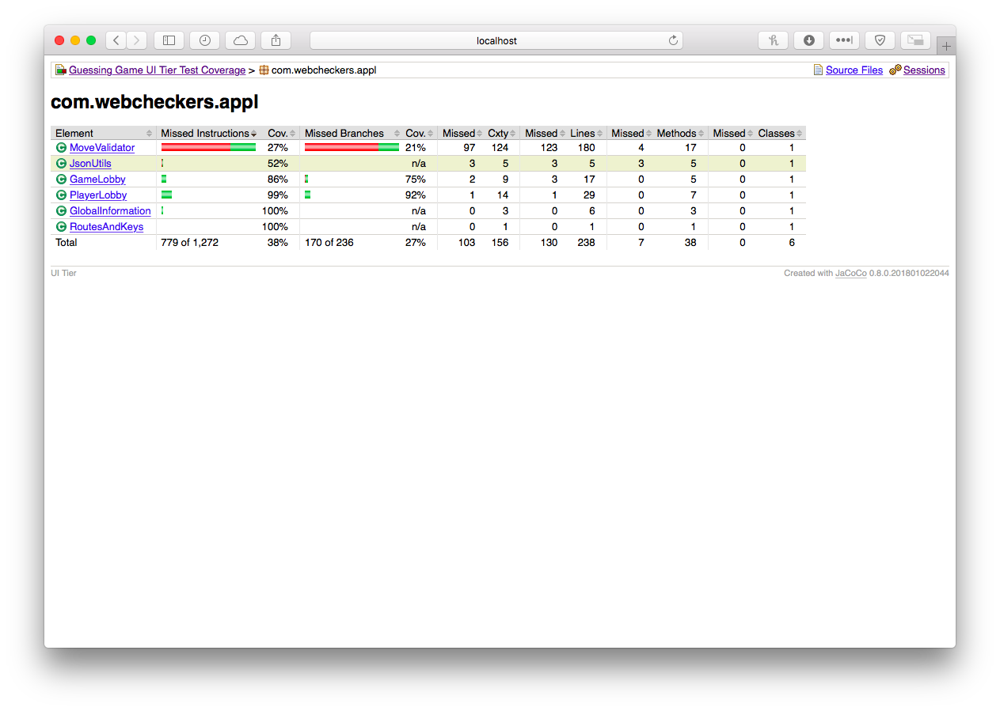 localhost
Guessing Game UI Tier Test Coverage > com.webcheckers.appl Source Files Sessions
com.webcheckers.appl
Element Missed Instructions Cov. Missed Branches Cov. Missed Cxty Missed Lines Missed Methods Missed Classes
MoveValidator 27% 21% 97 124 123 180 4 17 0 1
JsonUtils 52% n/a 3 5 3 5 3 5 0 1
GameLobby 86% 75% 2 9 3 17 0 5 0 1
PlayerLobby 99% 92% 1 14 1 29 0 7 0 1
GlobalInformation 100% n/a 0 3 0 6 0 3 0 1
RoutesAndKeys 100% n/a 0 1 0 1 0 1 0 1
Total 779 of 1,272 38% 170 of 236 27% 103 156 130 238 7 38 0 6
UI Tier Created with JaCoCo 0.8.0.201801022044